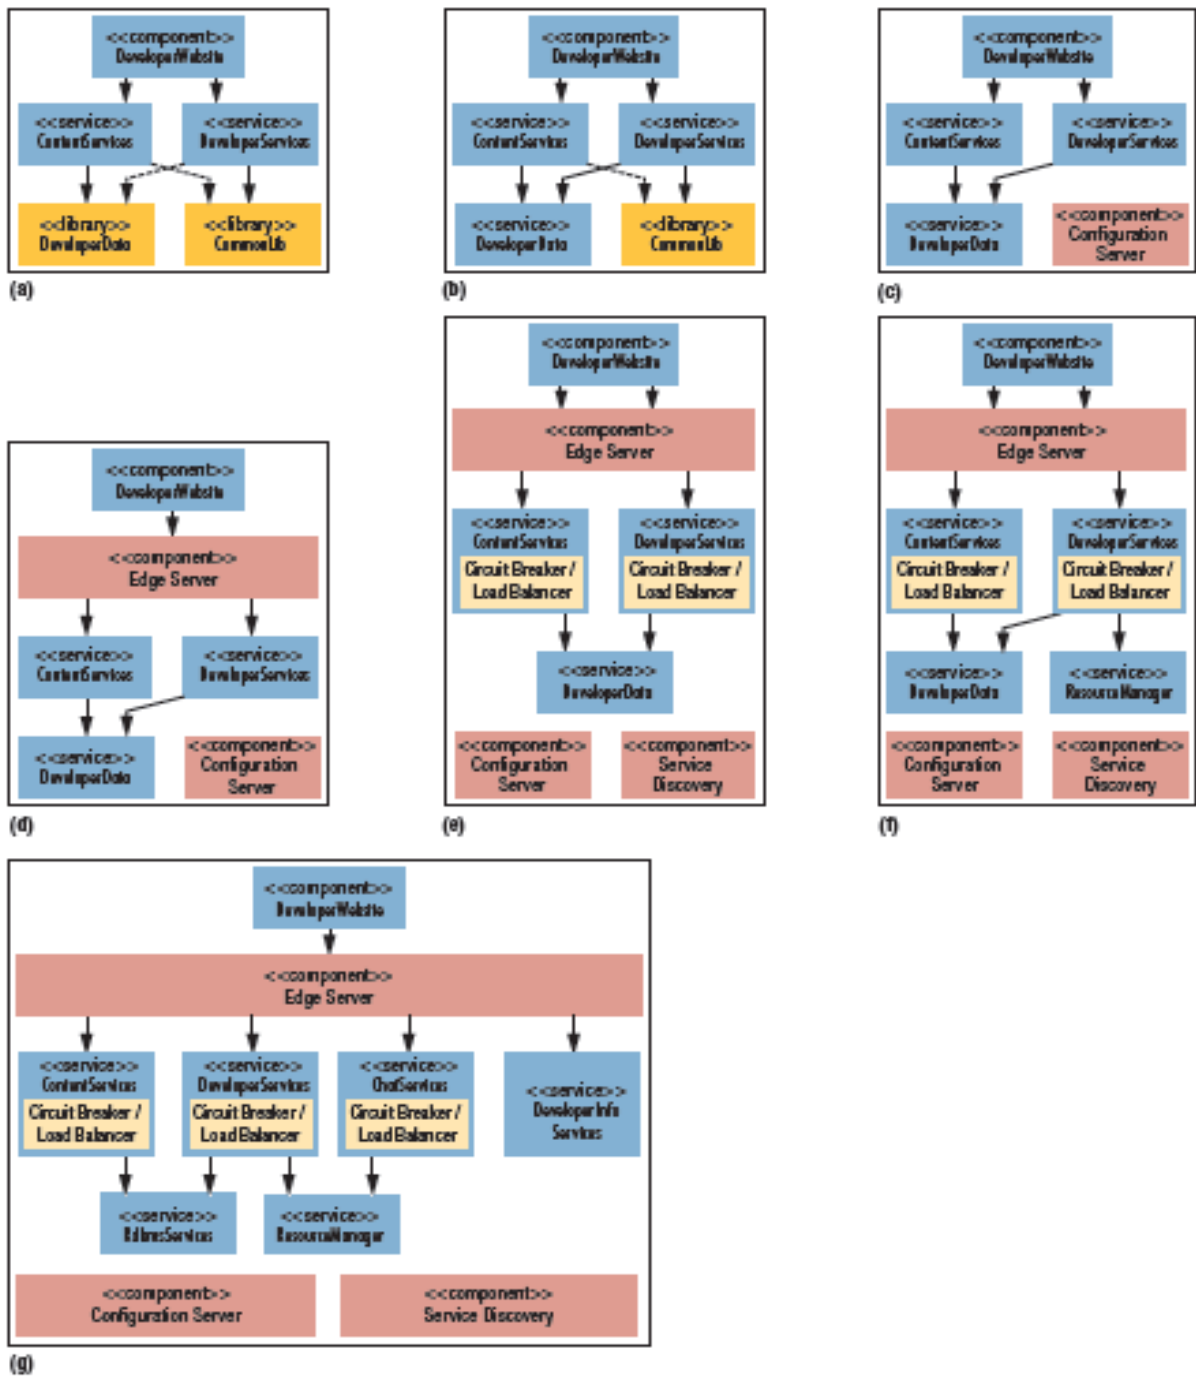 <<component>>
DeveloperWebsite
<<service>>
ContentServices
<<service>>
DeveloperServices
<<library>>
DeveloperData
<<library>>
CommonLib
(a)
<<component>>
DeveloperWebsite
<<service>>
ContentServices
<<service>>
DeveloperServices
<<service>>
DeveloperData
<<library>>
CommonLib
(b)
<<component>>
DeveloperWebsite
<<service>>
ContentServices
<<service>>
DeveloperServices
<<service>>
DeveloperData
<<component>>
Configuration
Server
(c)
<<component>>
DeveloperWebsite
<<component>>
Edge Server
<<service>>
ContentServices
<<service>>
DeveloperServices
<<service>>
DeveloperData
<<component>>
Configuration
Server
(d)
<<component>>
DeveloperWebsite
<<component>>
Edge Server
<<service>>
ContentServices
Circuit Breaker /
Load Balancer
<<service>>
DeveloperServices
Circuit Breaker /
Load Balancer
<<service>>
DeveloperData
<<component>>
Configuration
Server
<<component>>
Service
Discovery
(e)
<<component>>
DeveloperWebsite
<<component>>
Edge Server
<<service>>
ContentServices
Circuit Breaker /
Load Balancer
<<service>>
DeveloperServices
Circuit Breaker /
Load Balancer
<<service>>
DeveloperData
<<service>>
ResourceManager
<<component>>
Configuration
Server
<<component>>
Service
Discovery
(f)
<<component>>
DeveloperWebsite
<<component>>
Edge Server
<<service>>
ContentServices
Circuit Breaker /
Load Balancer
<<service>>
DeveloperServices
Circuit Breaker /
Load Balancer
<<service>>
ChatServices
Circuit Breaker /
Load Balancer
<<service>>
DeveloperInfo
Services
<<service>>
RdbmsServices
<<service>>
ResourceManager
<<component>>
Configuration Server
<<component>>
Service Discovery
(g)